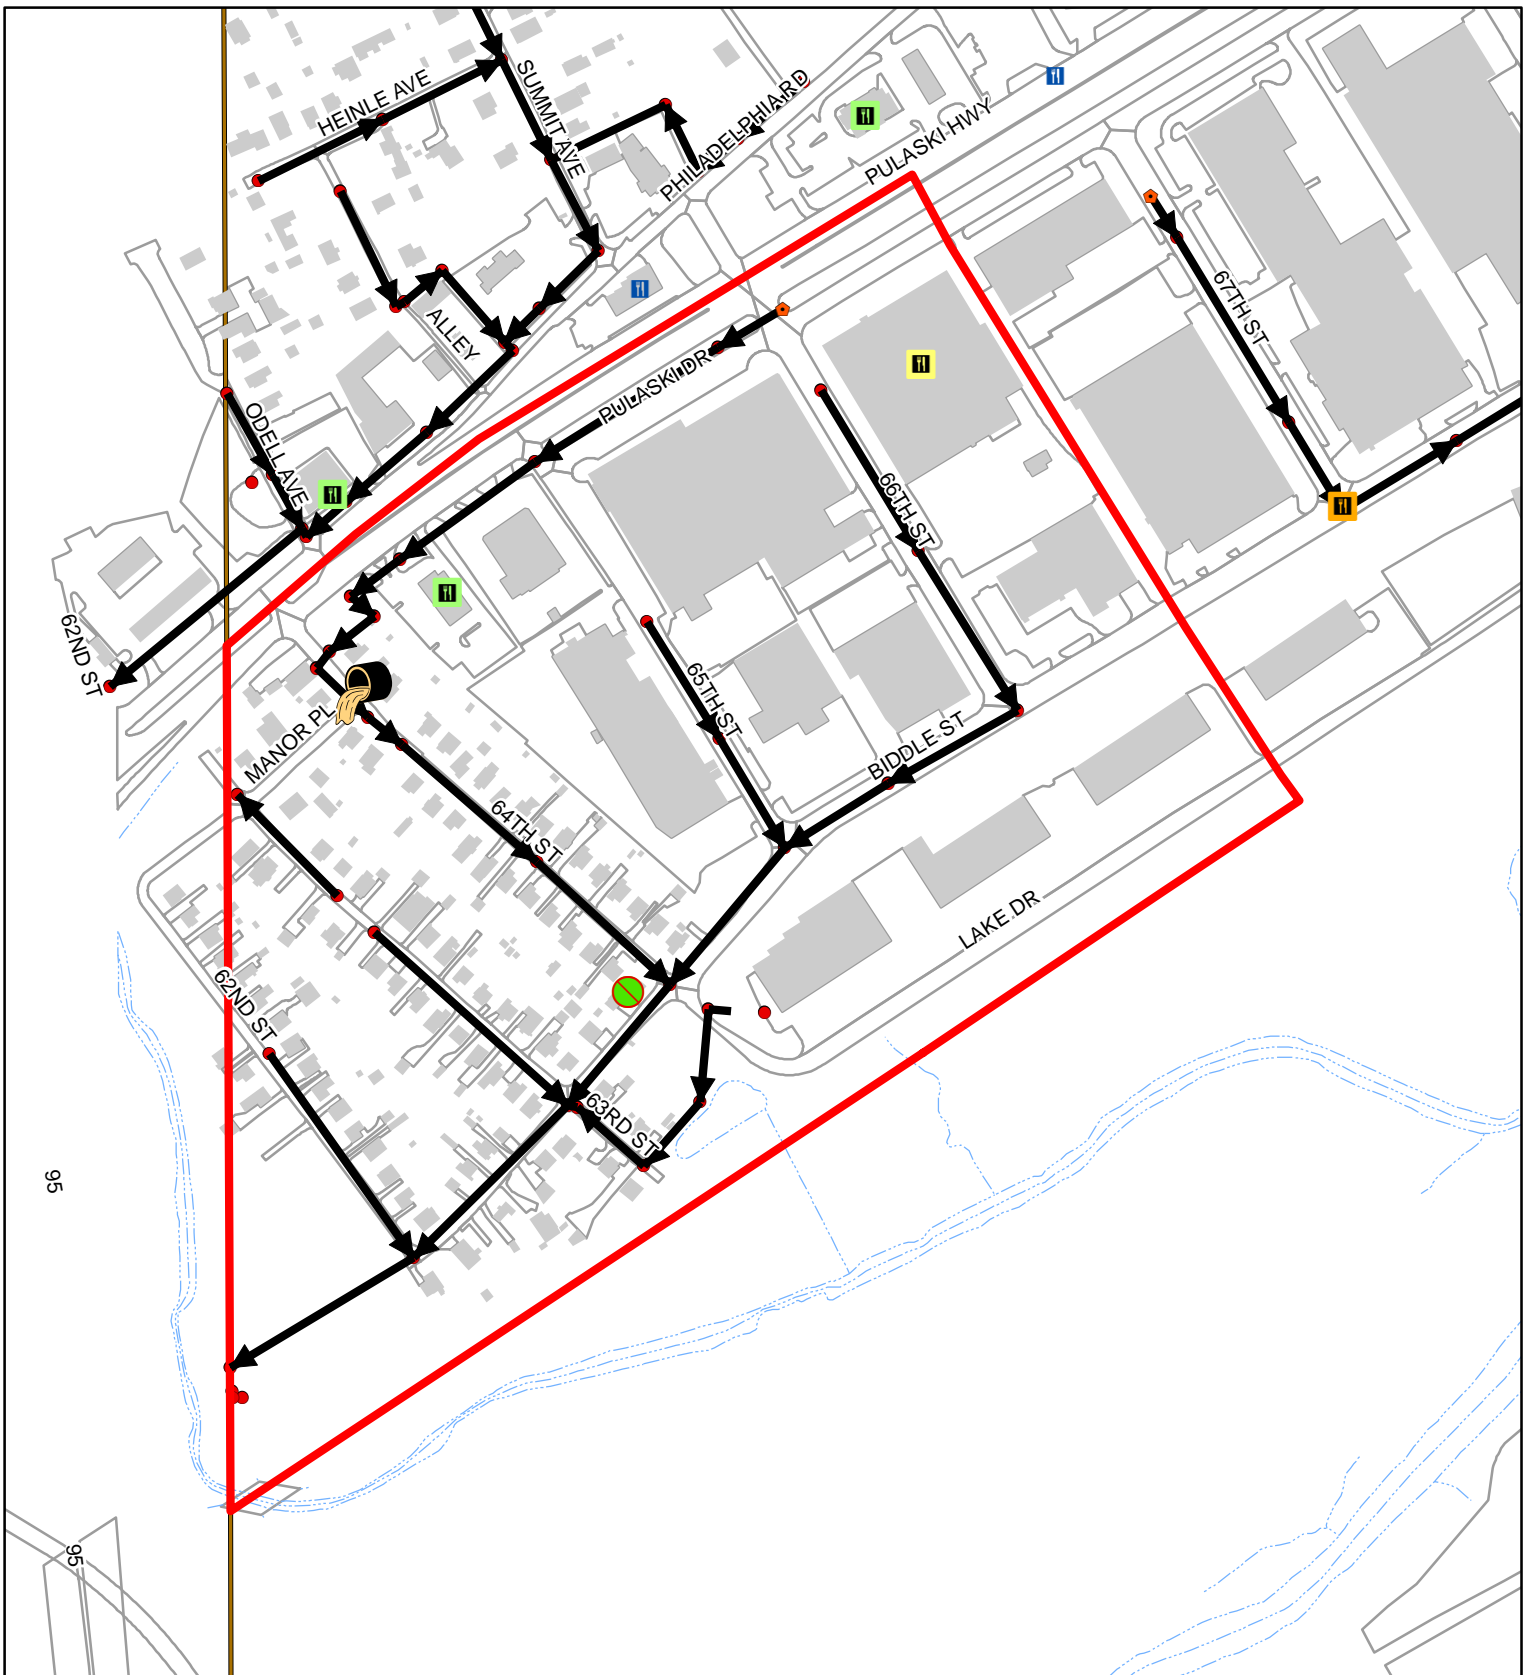 HEINLE AVE
SUMMIT AVE
PHILADELPHIA RD
PULASKI HWY
ALLEY
67TH ST
PULASKI DR
ODELL AVE
66TH ST
62ND ST
65TH ST
MANOR PL
BIDDLE ST
64TH ST
LAKE DR
62ND ST
63RD ST
95
95